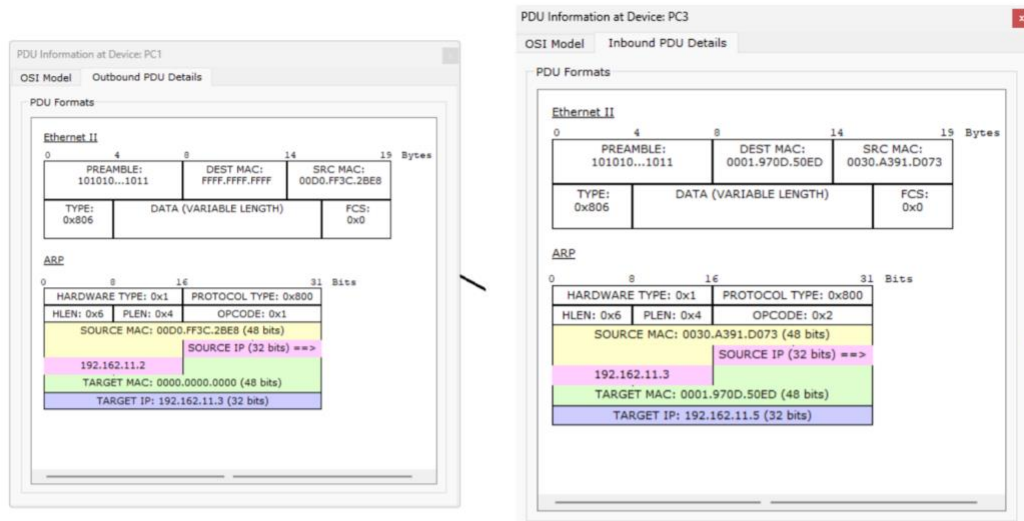 PDU Information at Device: PC1
OSI Model Outbound PDU Details
PDU Formats
Ethernet II
0 4 8 14 19 Bytes
PREAMBLE: DEST MAC: SRC MAC:
101010...1011 FFFF.FFFF.FFFF 00D0.FF3C.2BE8
TYPE: DATA (VARIABLE LENGTH) FCS:
0x806 0x0
ARP
0 8 16 31 Bits
HARDWARE TYPE: 0x1 PROTOCOL TYPE: 0x800
HLEN: 0x6 PLEN: 0x4 OPCODE: 0x1
SOURCE MAC: 00D0.FF3C.2BE8 (48 bits)
SOURCE IP (32 bits) ==>
192.162.11.2
TARGET MAC: 0000.0000.0000 (48 bits)
TARGET IP: 192.162.11.3 (32 bits)
PDU Information at Device: PC3
x
OSI Model Inbound PDU Details
PDU Formats
Ethernet II
0 4 8 14 19 Bytes
PREAMBLE: DEST MAC: SRC MAC:
101010...1011 0001.970D.50ED 0030.A391.D073
TYPE: DATA (VARIABLE LENGTH) FCS:
0x806 0x0
ARP
0 8 16 31 Bits
HARDWARE TYPE: 0x1 PROTOCOL TYPE: 0x800
HLEN: 0x6 PLEN: 0x4 OPCODE: 0x2
SOURCE MAC: 0030.A391.D073 (48 bits)
SOURCE IP (32 bits) ==>
192.162.11.3
TARGET MAC: 0001.970D.50ED (48 bits)
TARGET IP: 192.162.11.5 (32 bits)